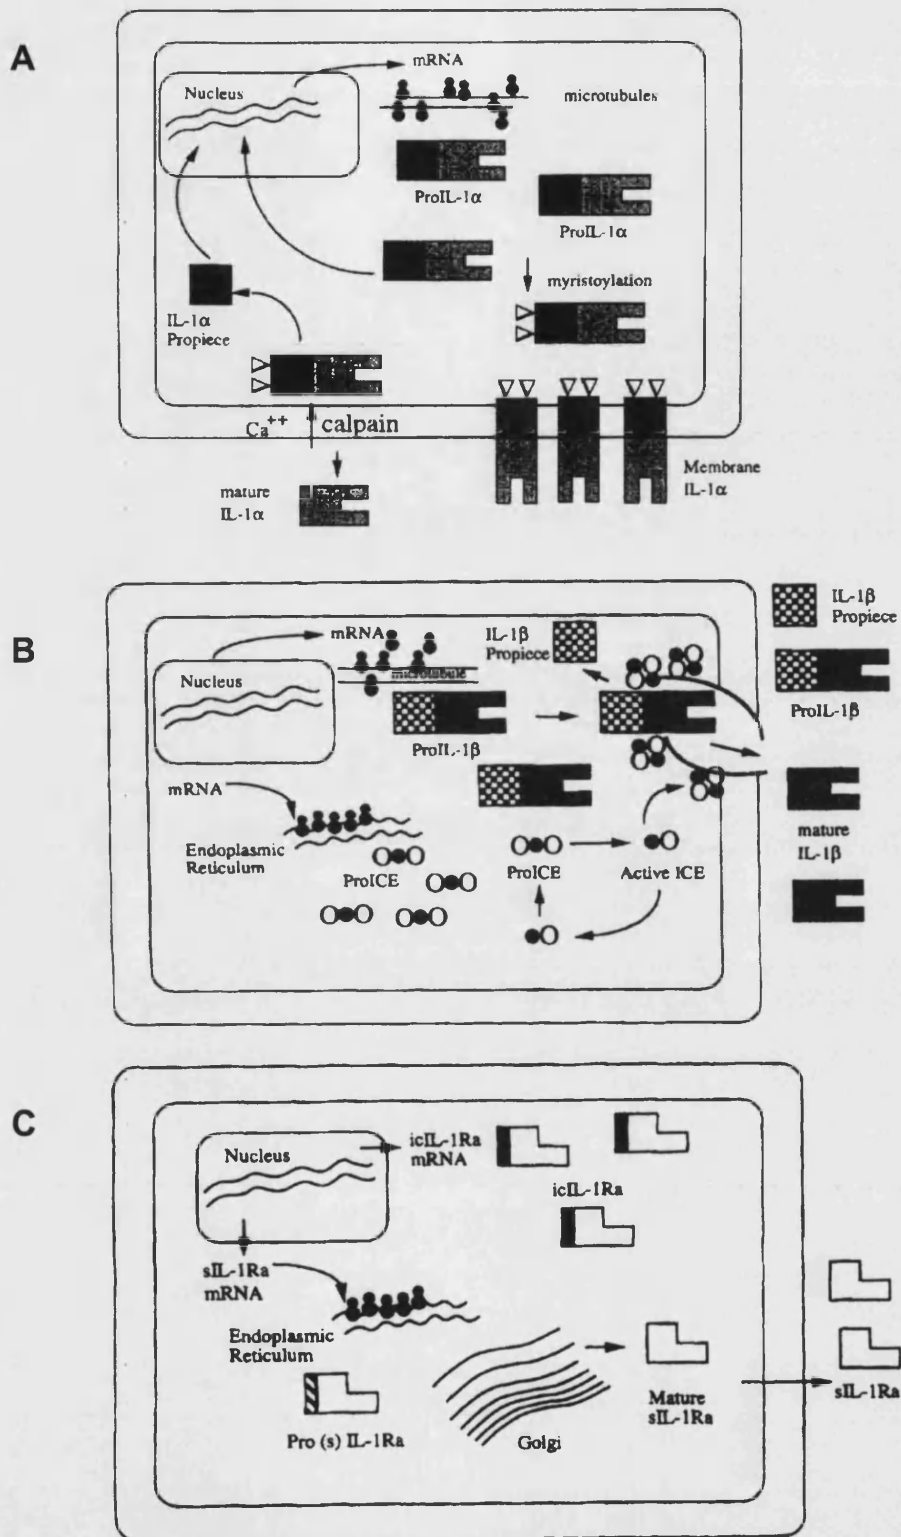 A
mRNA
Nucleus
microtubules
ProIL-1α
ProIL-1α
myristoylation
IL-1α
Propiece
Ca++
calpain
mature
IL-1α
Membrane
IL-1α
B
mRNA
Nucleus
microtubule
IL-1β
Propiece
IL-1β
Propiece
ProIL-1β
ProIL-1β
mRNA
Endoplasmic
Reticulum
ProICE
ProICE
Active ICE
mature
IL-1β
C
Nucleus
icIL-1Ra
mRNA
icIL-1Ra
sIL-1Ra
mRNA
Endoplasmic
Reticulum
Pro (s) IL-1Ra
Golgi
Mature
sIL-1Ra
sIL-1Ra